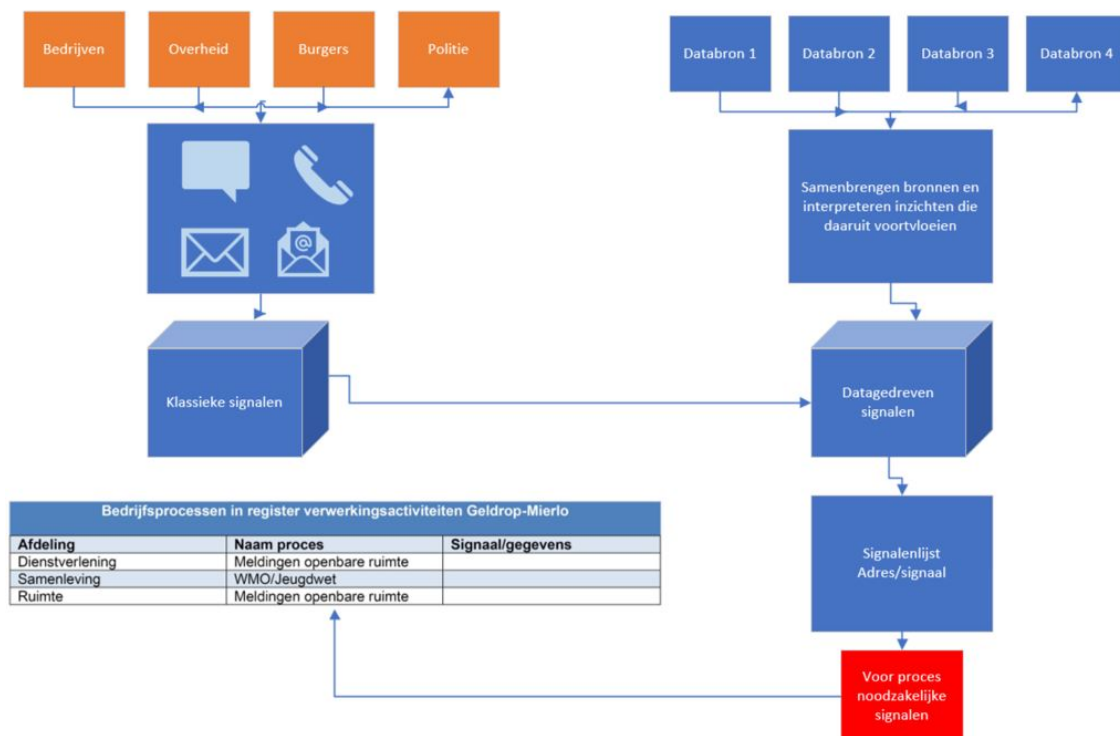 Bedrijven
Overheid
Burgers
Politie
Databron 1
Databron 2
Databron 3
Databron 4
@
Samenbrengen bronnen en
interpreteren inzichten die
daaruit voortvloeien
Klassieke signalen
Datagedreven
signalen
Bedrijfsprocessen in register verwerkingsactiviteiten Geldrop-Mierlo
Afdeling Naam proces Signaal/gegevens
Dienstverlening Meldingen openbare ruimte
Samenleving WMO/Jeugdwet
Ruimte Meldingen openbare ruimte
Signalenlijst
Adres/signaal
Voor proces
noodzakelijke
signalen